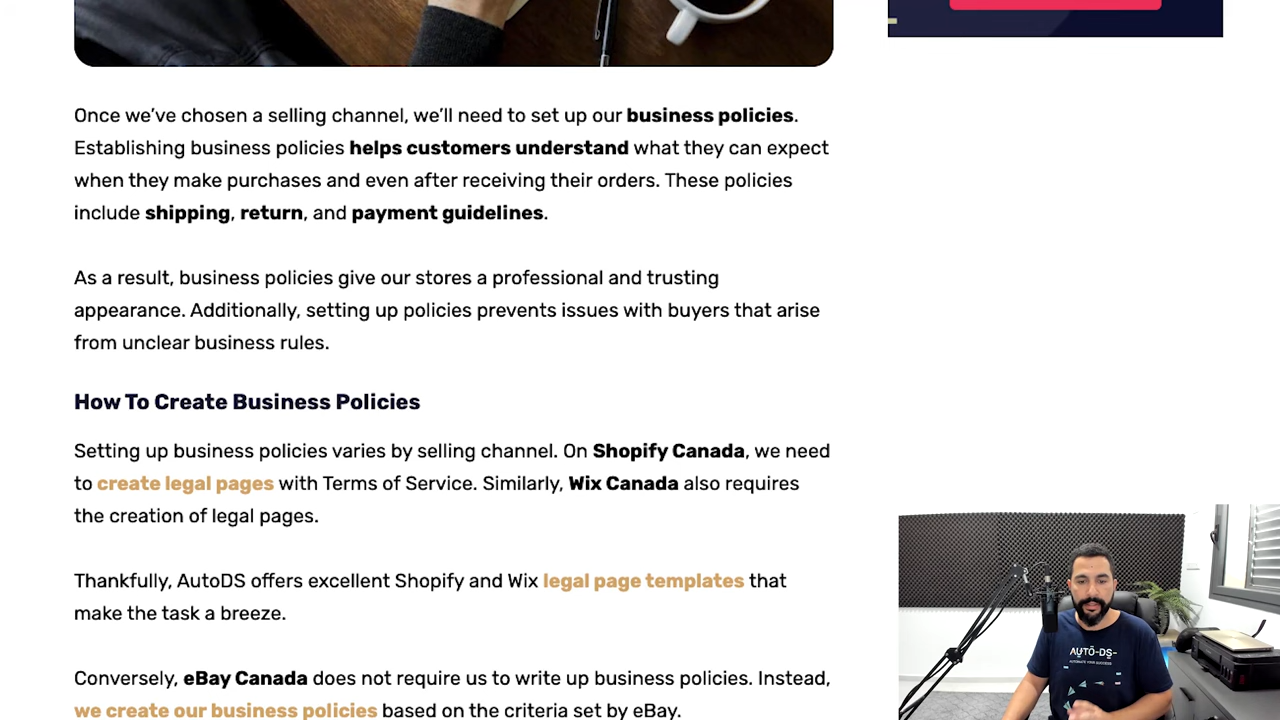 Once we’ve chosen a selling channel, we’ll need to set up our business policies.
Establishing business policies helps customers understand what they can expect
when they make purchases and even after receiving their orders. These policies
include shipping, return, and payment guidelines.
As a result, business policies give our stores a professional and trusting
appearance. Additionally, setting up policies prevents issues with buyers that arise
from unclear business rules.
How To Create Business Policies
Setting up business policies varies by selling channel. On Shopify Canada, we need
to create legal pages with Terms of Service. Similarly, Wix Canada also requires
the creation of legal pages.
Thankfully, AutoDS offers excellent Shopify and Wix legal page templates that
make the task a breeze.
Conversely, eBay Canada does not require us to write up business policies. Instead,
we create our business policies based on the criteria set by eBay.
AUTO-DS-
AUTOMATE YOUR SUCCESS